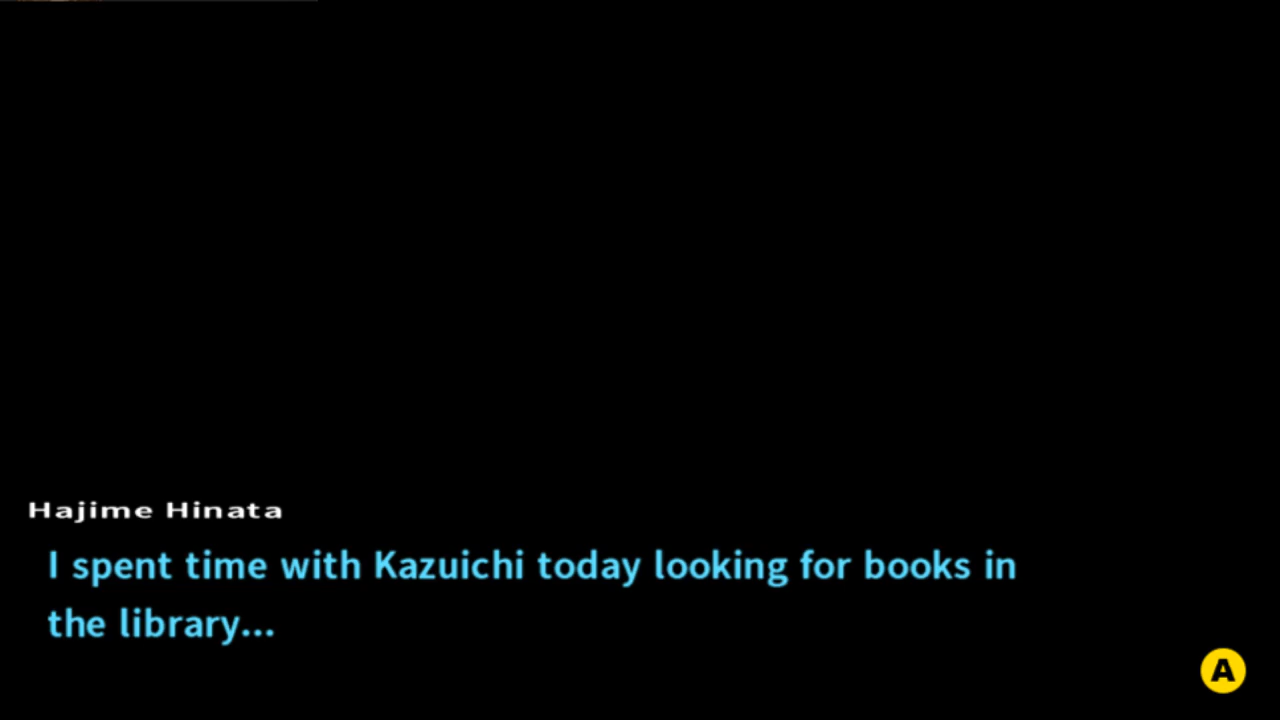 Hajime Hinata
I spent time with Kazuichi today looking for books in
the library...
A